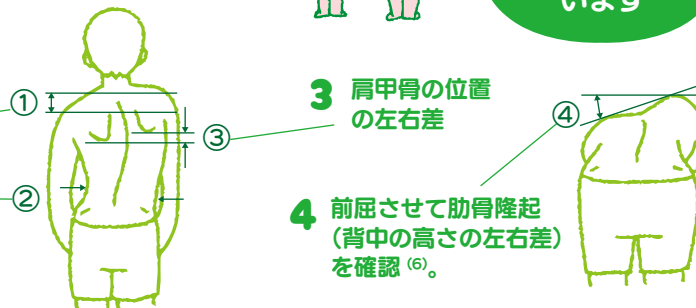 います
①
②
3 肩甲骨の位置
の左右差
③
④
4 前屈させて肋骨隆起
(背中の高さの左右差)
を確認(6)。